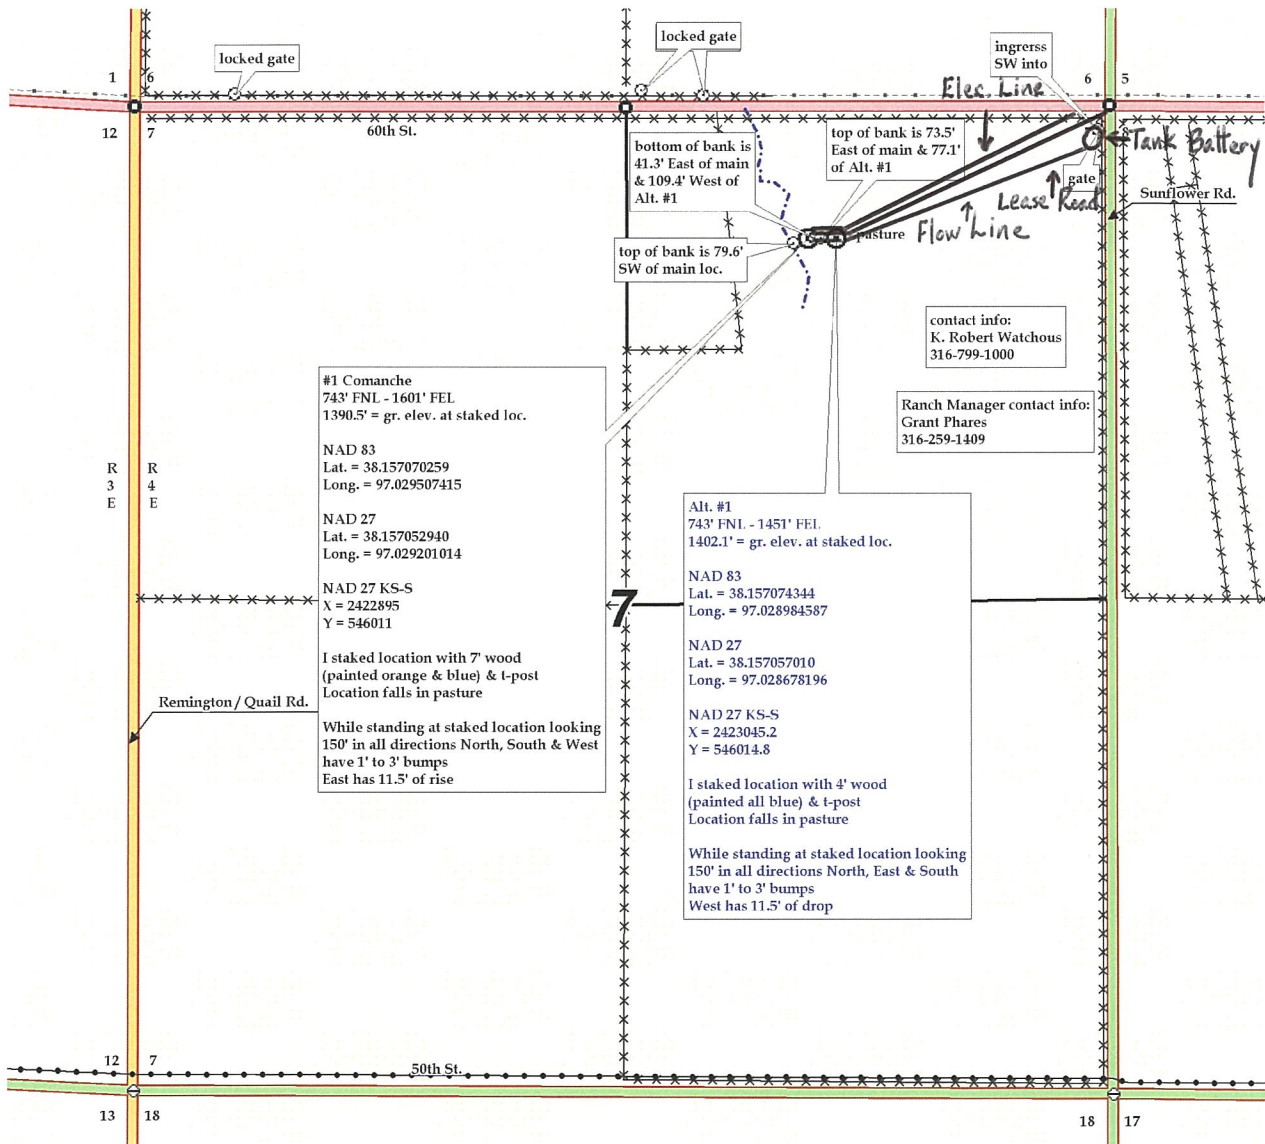 locked gate
locked gate
ingrerss
SW into
1
6
6
5
Elec. Line
12
7
60th St.
8
bottom of bank is
41.3' East of main
& 109.4' West of
Alt. #1
top of bank is 73.5'
East of main & 77.1'
of Alt. #1
Tank Battery
gate
Lease Road
Sunflower Rd.
pasture
Flow Line
top of bank is 79.6'
SW of main loc.
contact info:
K. Robert Watchous
316-799-1000
Ranch Manager contact info:
Grant Phares
316-259-1409
#1 Comanche
743' FNL - 1601' FEL
1390.5' = gr. elev. at staked loc.
NAD 83
Lat. = 38.157070259
Long. = 97.029507415
NAD 27
Lat. = 38.157052940
Long. = 97.029201014
NAD 27 KS-S
X = 2422895
Y = 546011
I staked location with 7' wood
(painted orange & blue) & t-post
Location falls in pasture
While standing at staked location looking
150' in all directions North, South & West
have 1' to 3' bumps
East has 11.5' of rise
R
3
E
R
4
E
Alt. #1
743' FNL - 1451' FEL
1402.1' = gr. elev. at staked loc.
NAD 83
Lat. = 38.157074344
Long. = 97.028984587
NAD 27
Lat. = 38.157057010
Long. = 97.028678196
NAD 27 KS-S
X = 2423045.2
Y = 546014.8
I staked location with 4' wood
(painted all blue) & t-post
Location falls in pasture
While standing at staked location looking
150' in all directions North, East & South
have 1' to 3' bumps
West has 11.5' of drop
7
Remington / Quail Rd.
12
7
50th St.
13
18
18
17